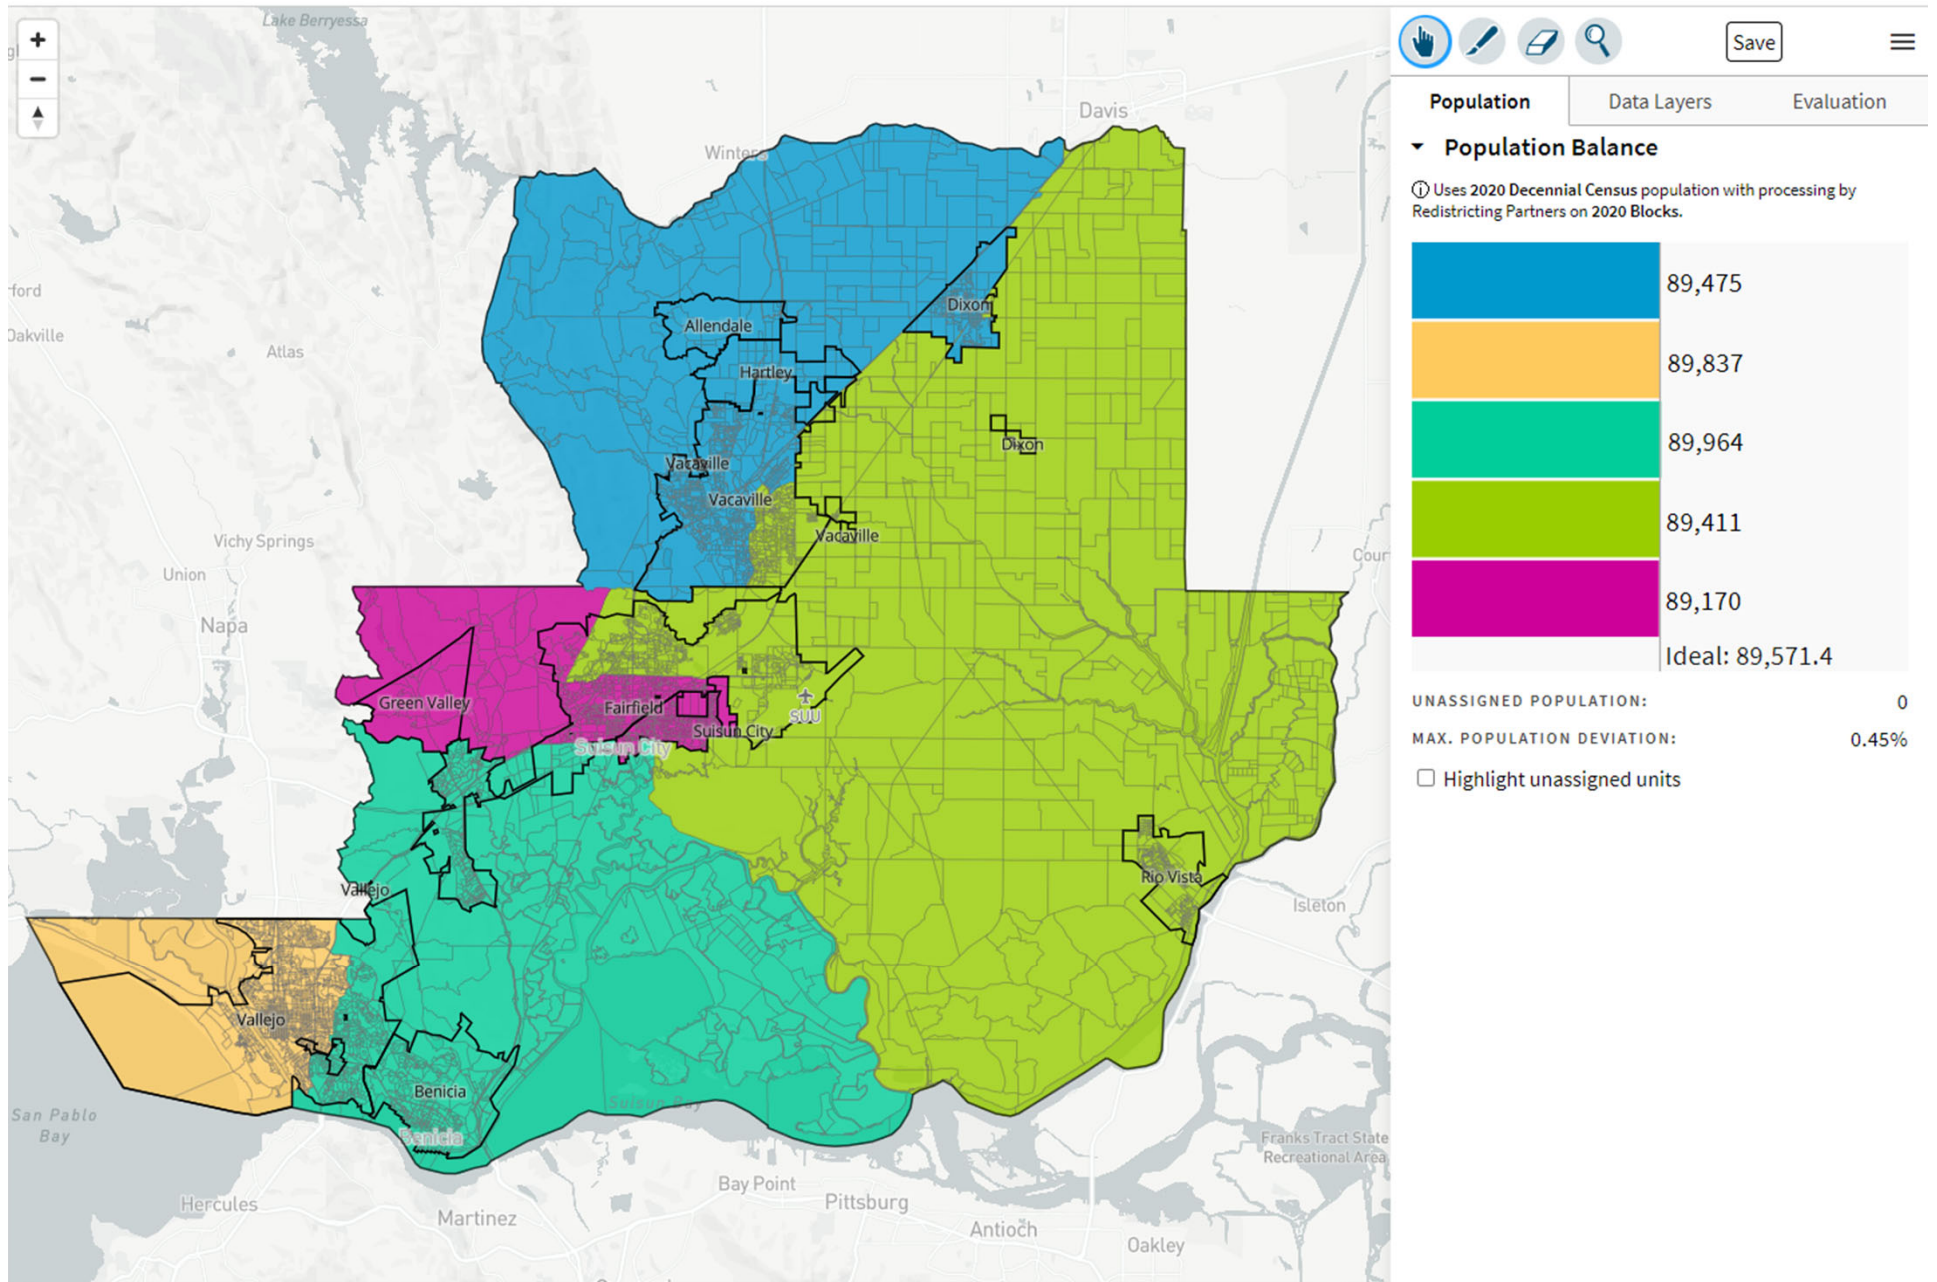 Lake Berryessa
+
−
Save
Population
Data Layers
Evaluation
Davis
Winters
Population Balance
Uses 2020 Decennial Census population with processing by
Redistricting Partners on 2020 Blocks.
89,475
89,837
89,964
89,411
89,170
Ideal: 89,571.4
UNASSIGNED POPULATION: 0
MAX. POPULATION DEVIATION: 0.45%
Highlight unassigned units
Dixon
Allendale
Oakville
Atlas
Hartley
Dixon
Vacaville
Vacaville
Vacaville
Vichy Springs
Union
Napa
Green Valley
Fairfield
SUU
Suisun City
Suisun City
Rio Vista
Vallejo
Isleton
Vallejo
Benicia
Suisun Bay
San Pablo
Bay
Benicia
Franks Tract State
Recreational Area
Bay Point
Hercules
Pittsburg
Martinez
Antioch
Oakley